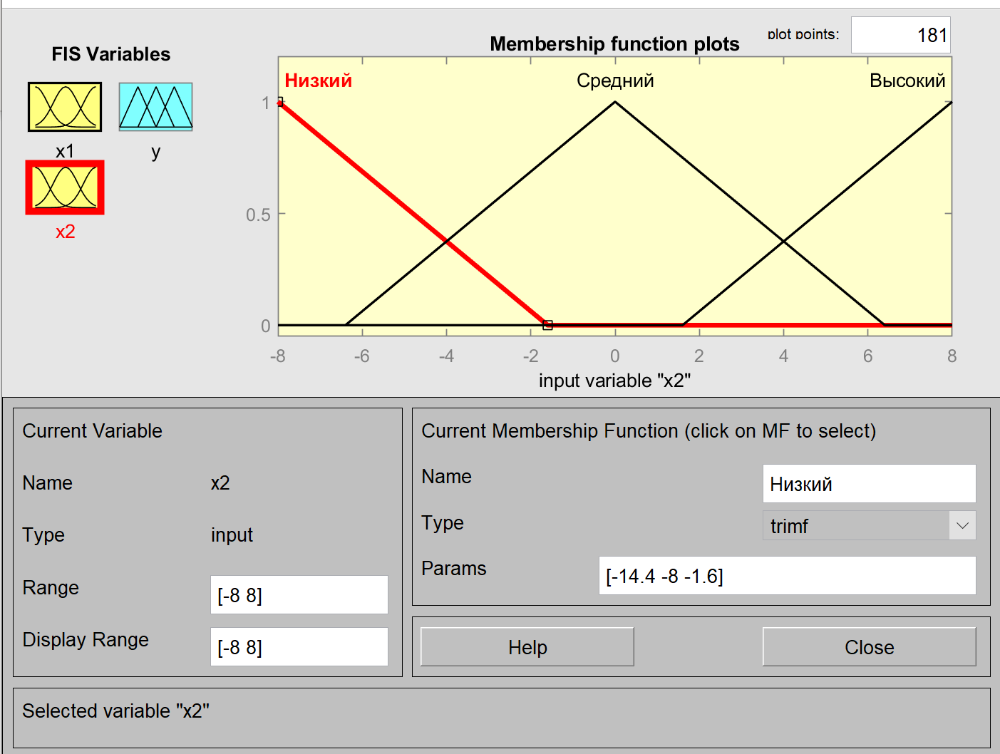 plot points:
181
FIS Variables
Membership function plots
x1
y
x2
Низкий
Средний
Высокий
1
0.5
0
-8
-6
-4
-2
0
2
4
6
8
input variable "x2"
Current Variable
Name
x2
Type
input
Range
[-8 8]
Display Range
[-8 8]
Current Membership Function (click on MF to select)
Name
Низкий
Type
trimf
Params
[-14.4 -8 -1.6]
Help
Close
Selected variable "x2"